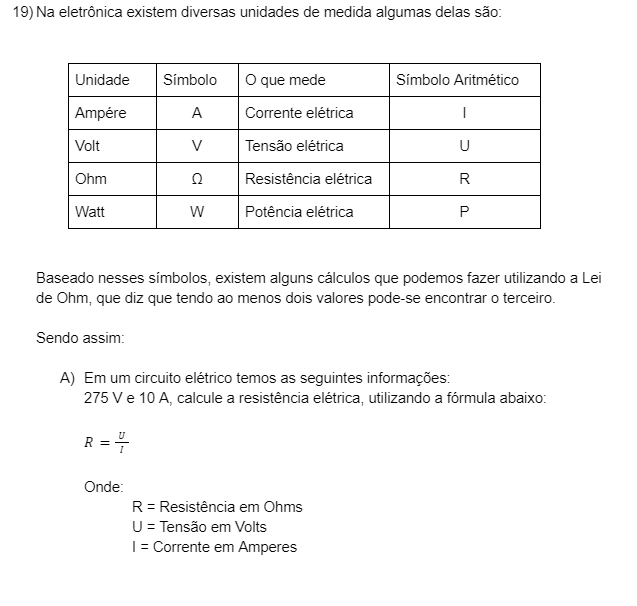 19) Na eletrônica existem diversas unidades de medida algumas delas são:
Unidade Símbolo O que mede Símbolo Aritmético
Ampére A Corrente elétrica I
Volt V Tensão elétrica U
Ohm Ω Resistência elétrica R
Watt W Potência elétrica P
Baseado nesses símbolos, existem alguns cálculos que podemos fazer utilizando a Lei
de Ohm, que diz que tendo ao menos dois valores pode-se encontrar o terceiro.
Sendo assim:
A) Em um circuito elétrico temos as seguintes informações:
275 V e 10 A, calcule a resistência elétrica, utilizando a fórmula abaixo:
R = U/I
Onde:
R = Resistência em Ohms
U = Tensão em Volts
I = Corrente em Amperes